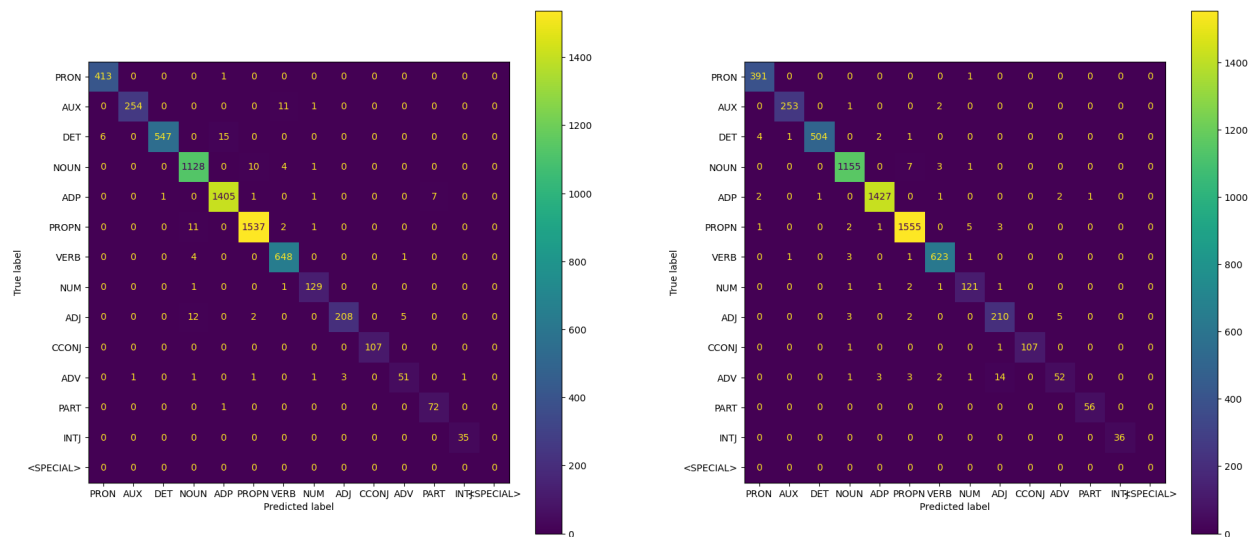 PRON 413 0 0 0 1 0 0 0 0 0 0 0 0 0
AUX 0 254 0 0 0 0 11 1 0 0 0 0 0 0
DET 6 0 547 0 15 0 0 0 0 0 0 0 0 0
NOUN 0 0 0 1128 0 10 4 1 0 0 0 0 0 0
ADP 0 0 1 0 1405 1 0 1 0 0 0 7 0 0
PROPN 0 0 0 11 0 1537 2 1 0 0 0 0 0 0
VERB 0 0 0 4 0 0 648 0 0 0 1 0 0 0
NUM 0 0 0 1 0 0 1 129 0 0 0 0 0 0
ADJ 0 0 0 12 0 2 0 0 208 0 5 0 0 0
CCONJ 0 0 0 0 0 0 0 0 0 107 0 0 0 0
ADV 0 1 0 1 0 1 0 1 3 0 51 0 1 0
PART 0 0 0 0 1 0 0 0 0 0 0 72 0 0
INTJ 0 0 0 0 0 0 0 0 0 0 0 0 35 0
<SPECIAL> 0 0 0 0 0 0 0 0 0 0 0 0 0 0
PRON AUX DET NOUN ADP PROPN VERB NUM ADJ CCONJ ADV PART INTJ <SPECIAL>
Predicted label
True label
1400
1200
1000
800
600
400
200
0
PRON 391 0 0 0 0 0 0 1 0 0 0 0 0 0
AUX 0 253 0 1 0 0 2 0 0 0 0 0 0 0
DET 4 1 504 0 2 1 0 0 0 0 0 0 0 0
NOUN 0 0 0 1155 0 7 3 1 0 0 0 0 0 0
ADP 2 0 1 0 1427 0 1 0 0 0 2 1 0 0
PROPN 1 0 0 2 1 1555 0 5 3 0 0 0 0 0
VERB 0 1 0 3 0 1 623 1 0 0 0 0 0 0
NUM 0 0 0 1 1 2 1 121 1 0 0 0 0 0
ADJ 0 0 0 3 0 2 0 0 210 0 5 0 0 0
CCONJ 0 0 0 1 0 0 0 0 1 107 0 0 0 0
ADV 0 0 0 1 3 3 2 1 14 0 52 0 0 0
PART 0 0 0 0 0 0 0 0 0 0 0 56 0 0
INTJ 0 0 0 0 0 0 0 0 0 0 0 0 36 0
<SPECIAL> 0 0 0 0 0 0 0 0 0 0 0 0 0 0
PRON AUX DET NOUN ADP PROPN VERB NUM ADJ CCONJ ADV PART INTJ <SPECIAL>
Predicted label
True label
1400
1200
1000
800
600
400
200
0